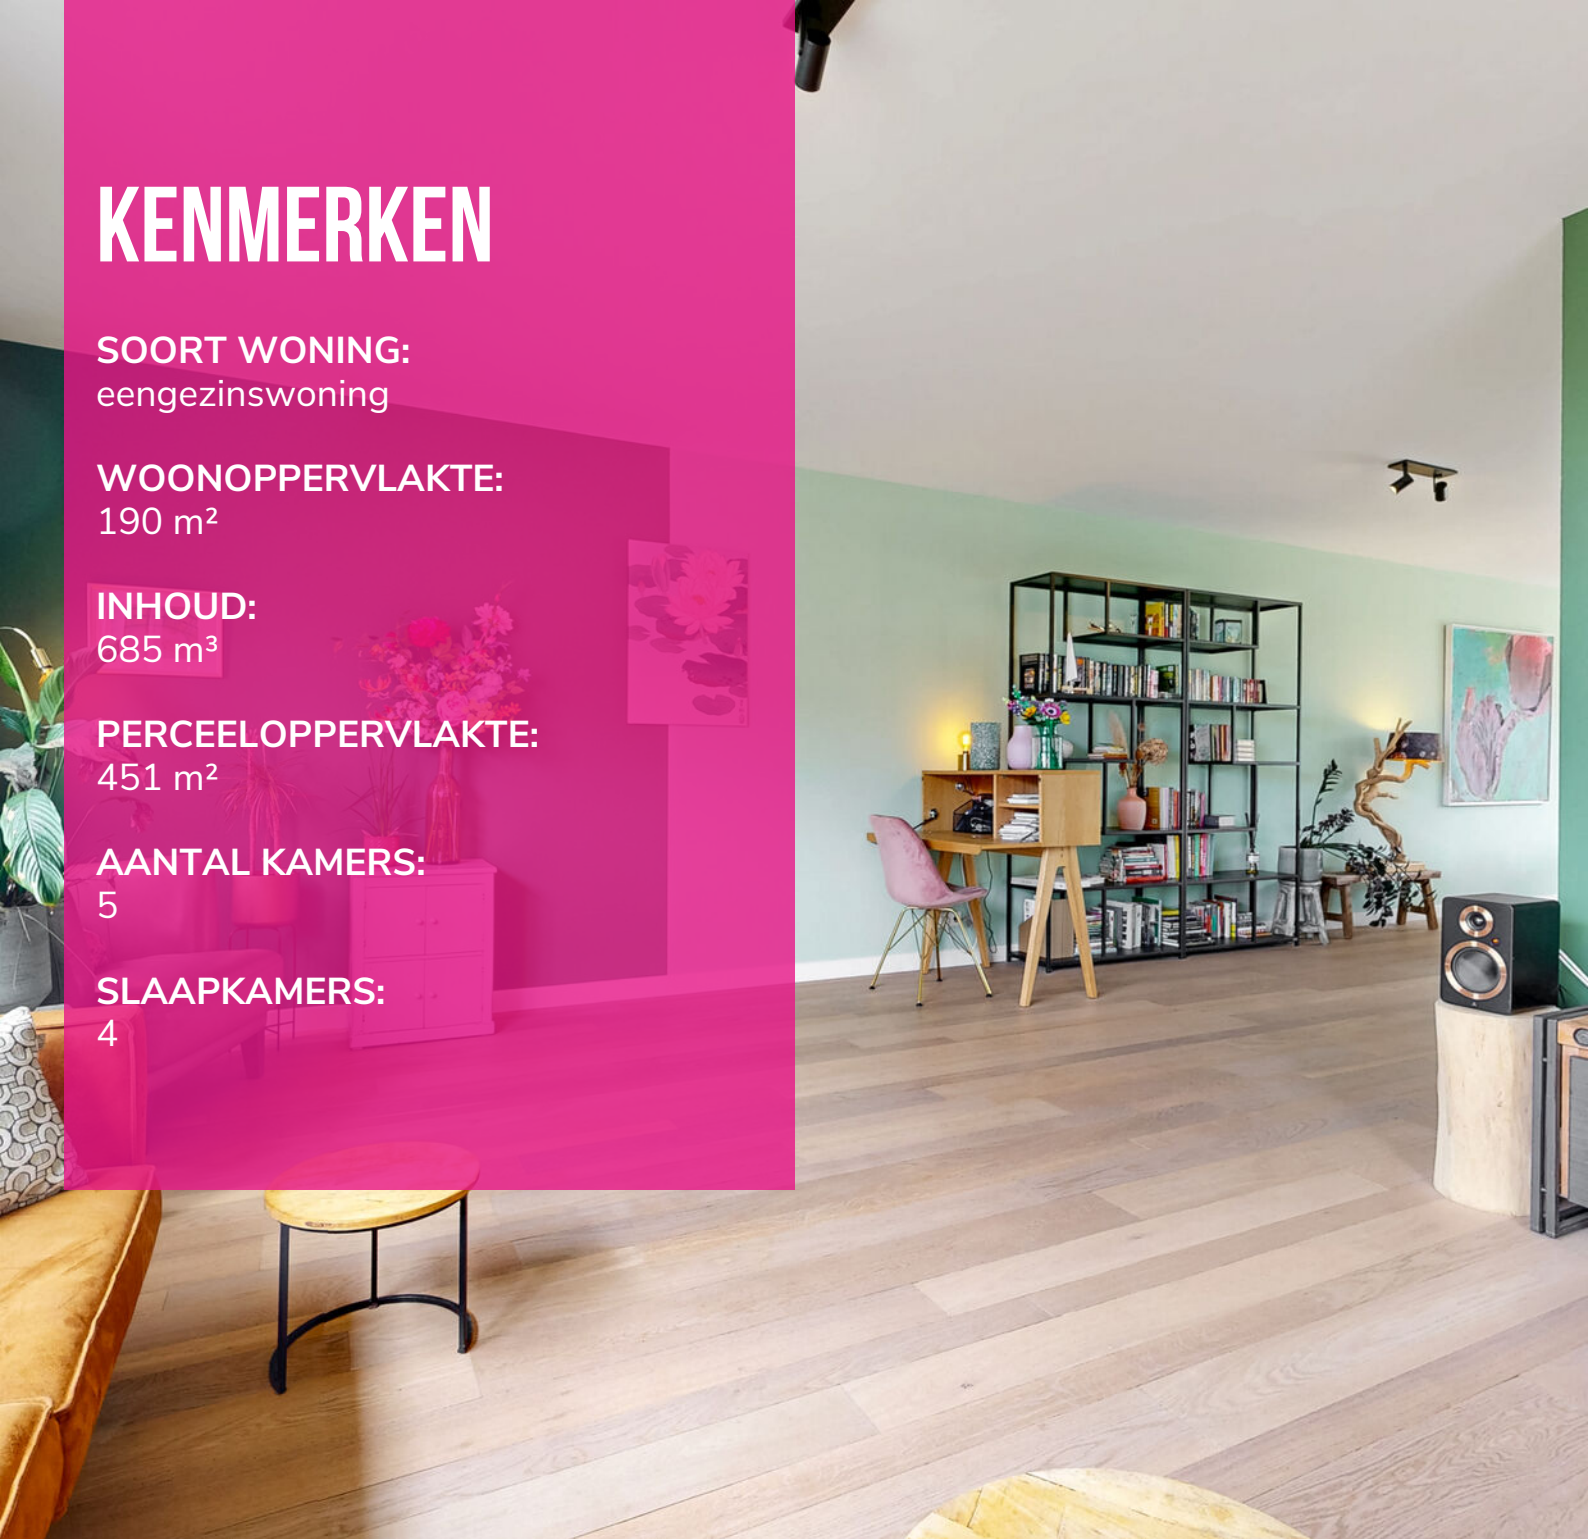 KENMERKEN
SOORT WONING:
eengezinswoning
WOONOPPERVLAKTE:
190 m²
INHOUD:
685 m³
PERCEELOPPERVLAKTE:
451 m²
AANTAL KAMERS:
5
SLAAPKAMERS:
4